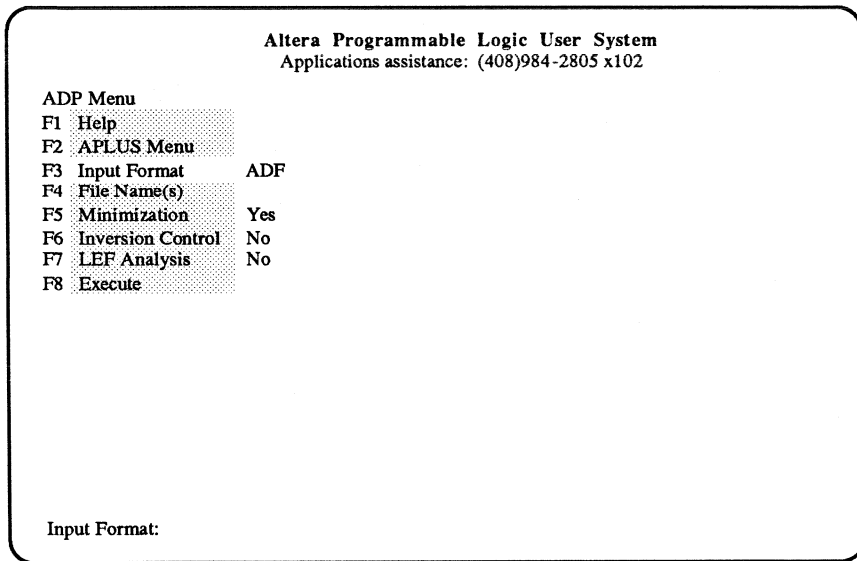 Altera Programmable Logic User System
Applications assistance: (408)984-2805 x102
ADP Menu
F1 Help
F2 APLUS Menu
F3 Input Format ADF
F4 File Name(s)
F5 Minimization Yes
F6 Inversion Control No
F7 LEF Analysis No
F8 Execute
Input Format: